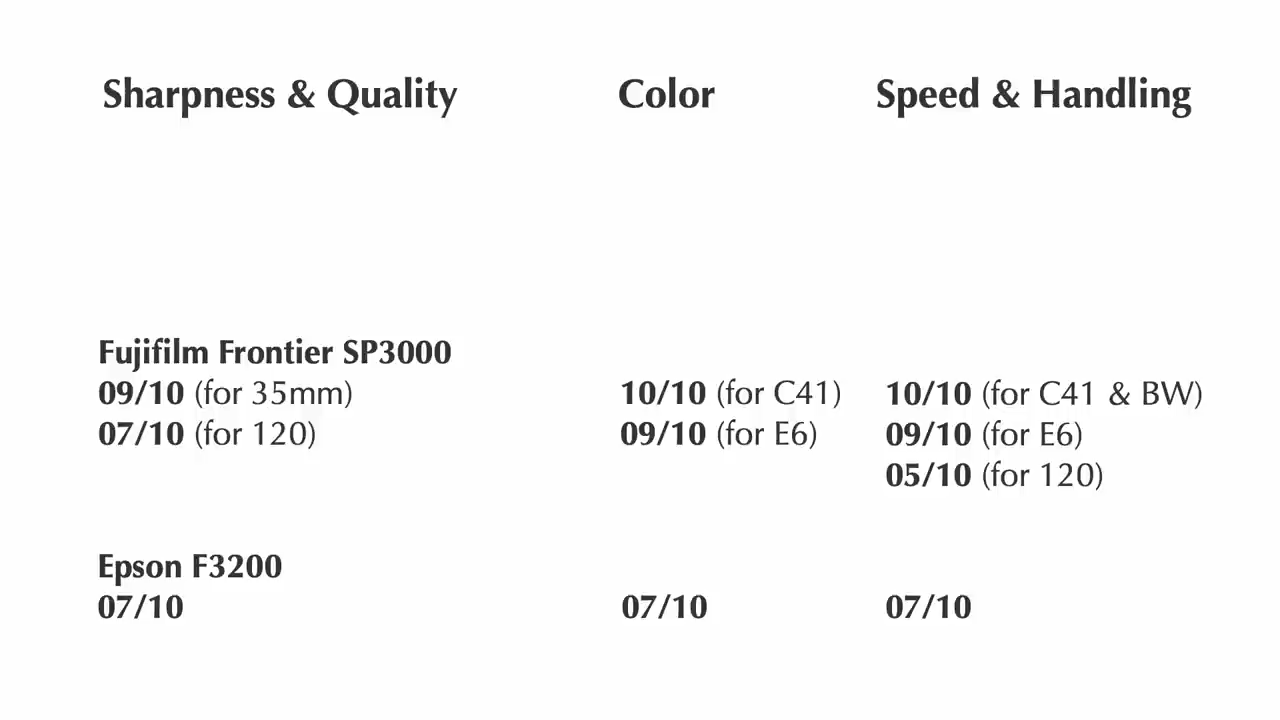 Sharpness & Quality Color Speed & Handling
Fujifilm Frontier SP3000
09/10 (for 35mm) 10/10 (for C41) 10/10 (for C41 & BW)
07/10 (for 120) 09/10 (for E6) 09/10 (for E6)
05/10 (for 120)
Epson F3200
07/10 07/10 07/10